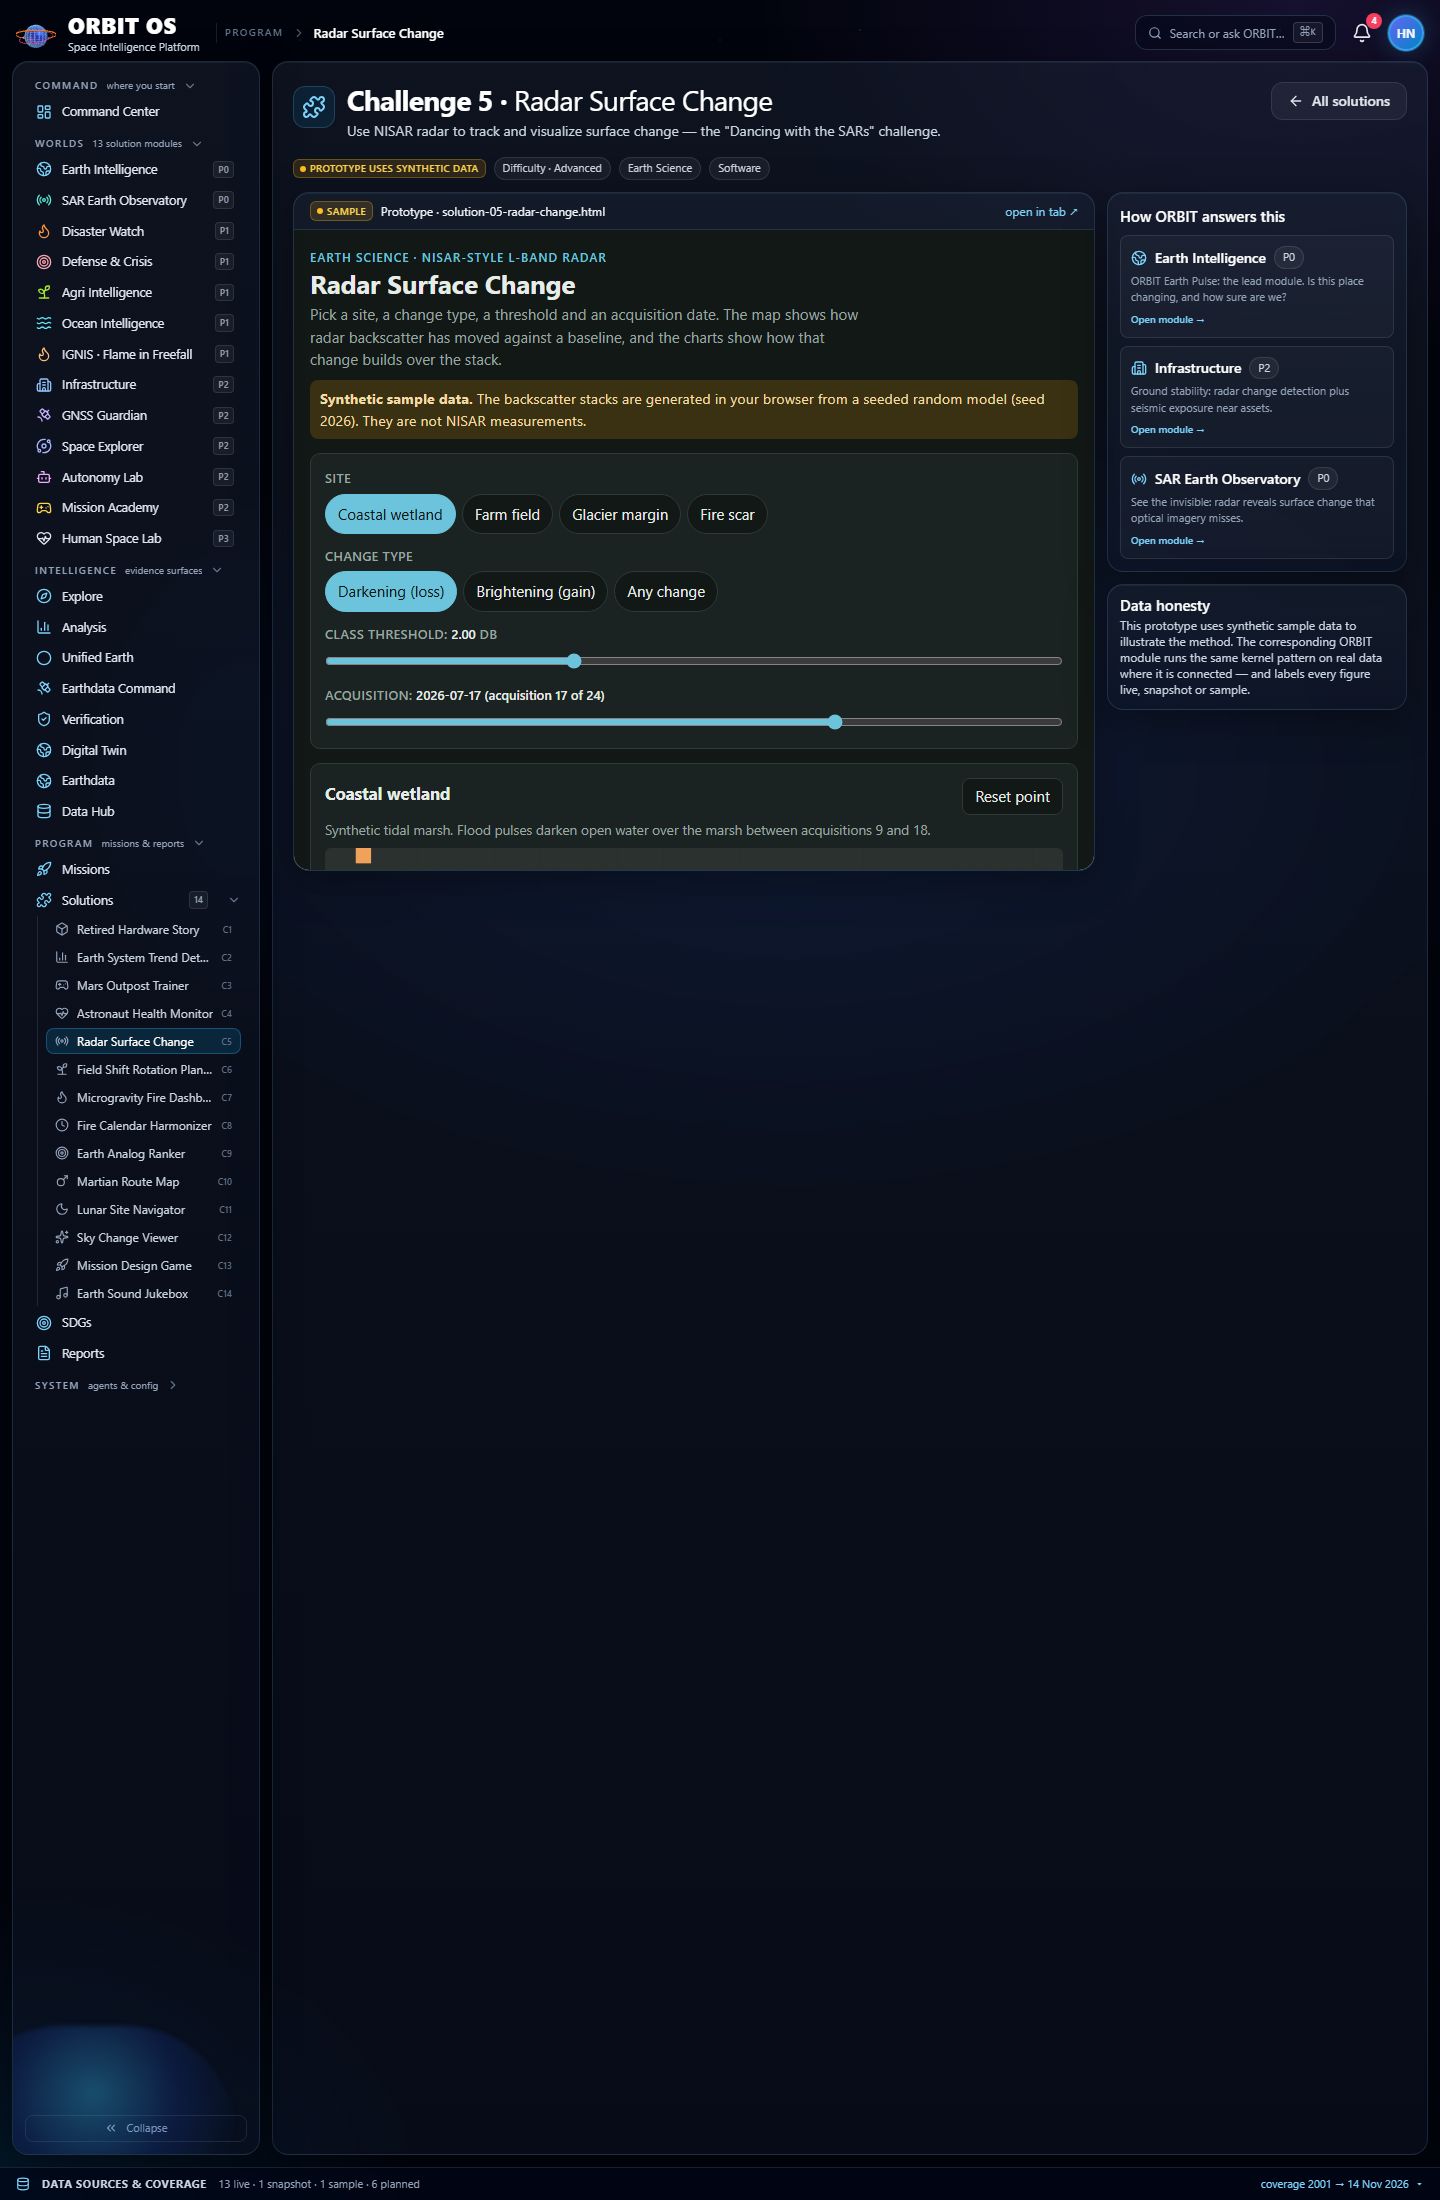 ORBIT OS
Space Intelligence Platform
PROGRAM
Radar Surface Change
Search or ask ORBIT...
⌘K
4
HN
COMMAND where you start
Command Center
WORLDS 13 solution modules
Earth Intelligence P0
SAR Earth Observatory P0
Disaster Watch P1
Defense & Crisis P1
Agri Intelligence P1
Ocean Intelligence P1
IGNIS · Flame in Freefall P1
Infrastructure P2
GNSS Guardian P2
Space Explorer P2
Autonomy Lab P2
Mission Academy P2
Human Space Lab P3
INTELLIGENCE evidence surfaces
Explore
Analysis
Unified Earth
Earthdata Command
Verification
Digital Twin
Earthdata
Data Hub
PROGRAM missions & reports
Missions
Solutions 14
Retired Hardware Story C1
Earth System Trend Det... C2
Mars Outpost Trainer C3
Astronaut Health Monitor C4
Radar Surface Change C5
Field Shift Rotation Plan... C6
Microgravity Fire Dashb... C7
Fire Calendar Harmonizer C8
Earth Analog Ranker C9
Martian Route Map C10
Lunar Site Navigator C11
Sky Change Viewer C12
Mission Design Game C13
Earth Sound Jukebox C14
SDGs
Reports
SYSTEM agents & config
Collapse
Challenge 5 · Radar Surface Change
Use NISAR radar to track and visualize surface change — the "Dancing with the SARs" challenge.
← All solutions
PROTOTYPE USES SYNTHETIC DATA
Difficulty · Advanced
Earth Science
Software
SAMPLE
Prototype · solution-05-radar-change.html
open in tab ↗
EARTH SCIENCE · NISAR-STYLE L-BAND RADAR
Radar Surface Change
Pick a site, a change type, a threshold and an acquisition date. The map shows how
radar backscatter has moved against a baseline, and the charts show how that
change builds over the stack.
Synthetic sample data. The backscatter stacks are generated in your browser from a seeded random model (seed
2026). They are not NISAR measurements.
SITE
Coastal wetland
Farm field
Glacier margin
Fire scar
CHANGE TYPE
Darkening (loss)
Brightening (gain)
Any change
CLASS THRESHOLD: 2.00 DB
ACQUISITION: 2026-07-17 (acquisition 17 of 24)
Coastal wetland
Reset point
Synthetic tidal marsh. Flood pulses darken open water over the marsh between acquisitions 9 and 18.
How ORBIT answers this
Earth Intelligence P0
ORBIT Earth Pulse: the lead module. Is this place
changing, and how sure are we?
Open module →
Infrastructure P2
Ground stability: radar change detection plus
seismic exposure near assets.
Open module →
SAR Earth Observatory P0
See the invisible: radar reveals surface change that
optical imagery misses.
Open module →
Data honesty
This prototype uses synthetic sample data to
illustrate the method. The corresponding ORBIT
module runs the same kernel pattern on real data
where it is connected — and labels every figure
live, snapshot or sample.
DATA SOURCES & COVERAGE 13 live · 1 snapshot · 1 sample · 6 planned
coverage 2001 → 14 Nov 2026